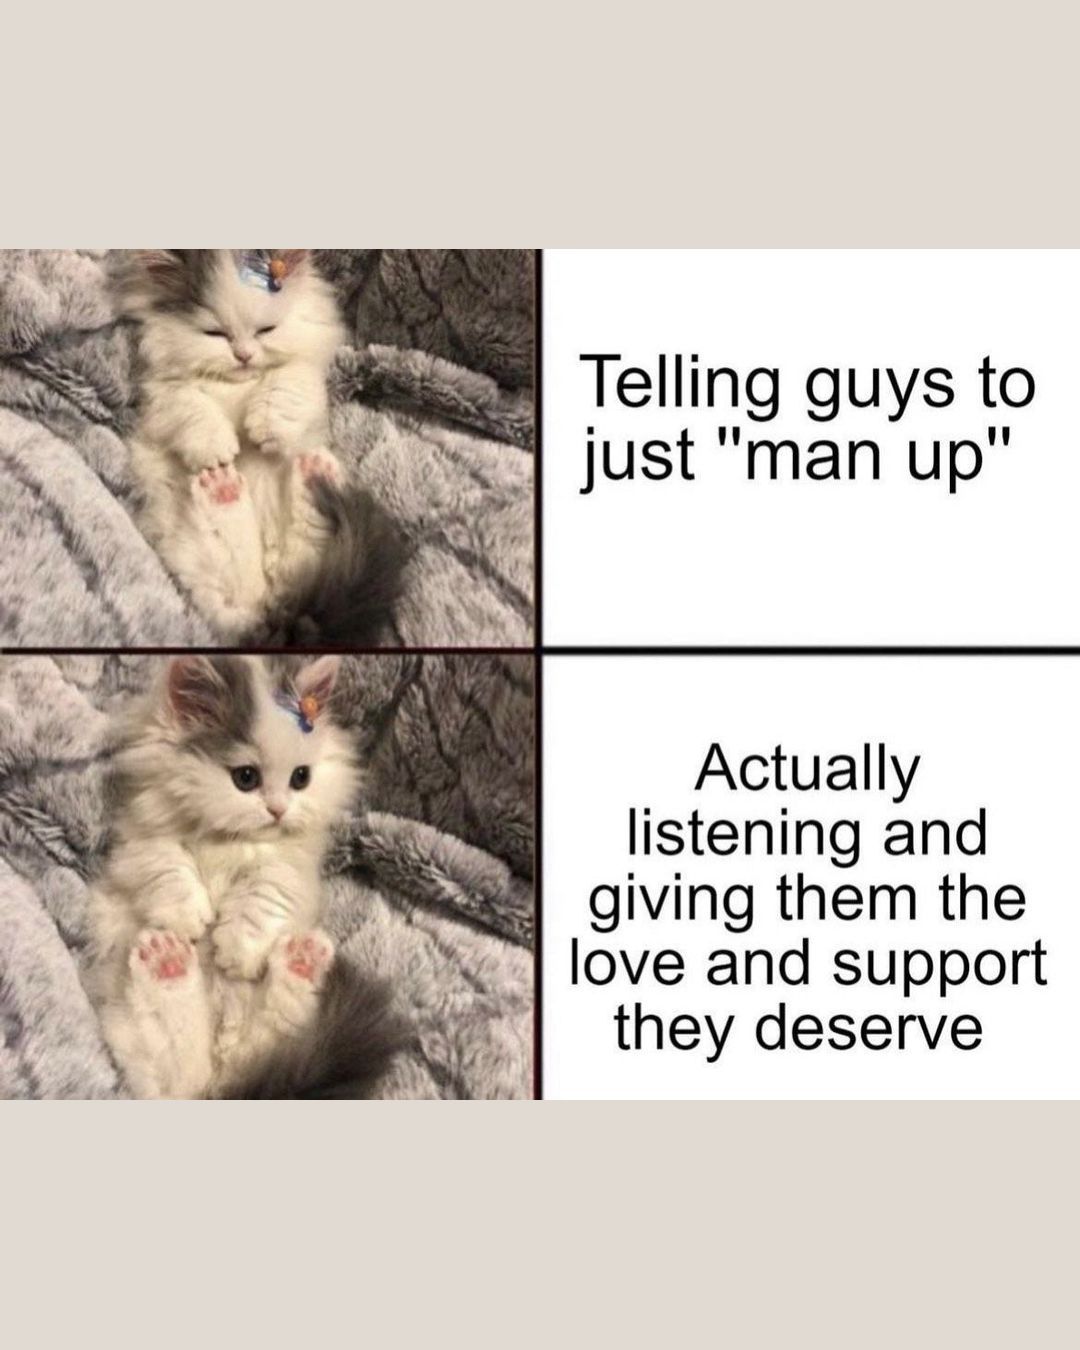 Telling guys to
just "man up"
Actually
listening and
giving them the
love and support
they deserve